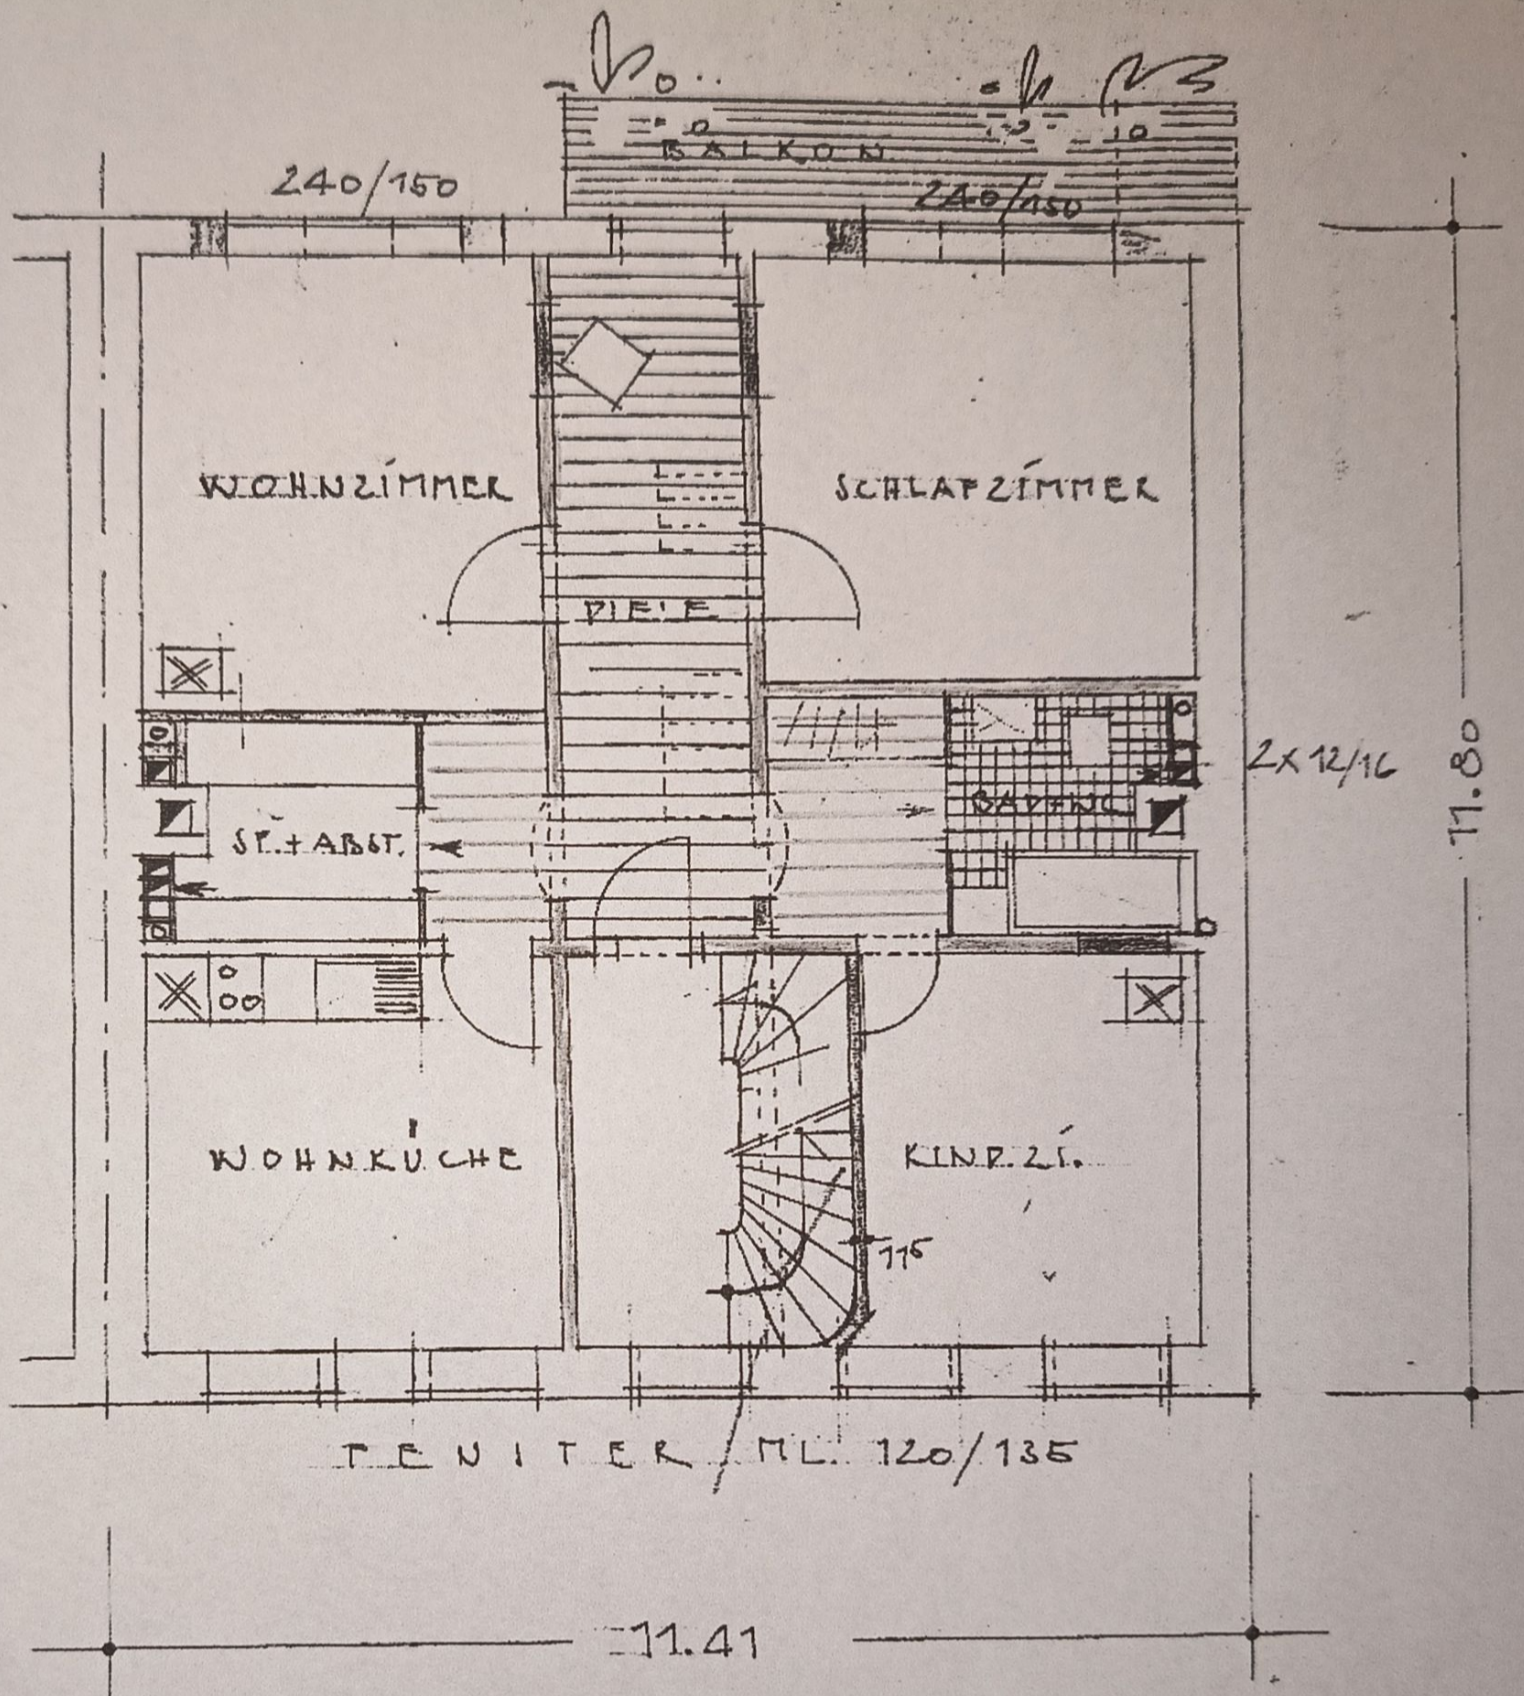 BALKON
240/150
240/150
WOHNZIMMER
SCHLAFZIMMER
DIELE
2x12/16
11.80
SP. + ABST.
BAD+WC
WOHNKÜCHE
KIND.ZI.
11⁵
FENSTER/ML. 120/135
11.41